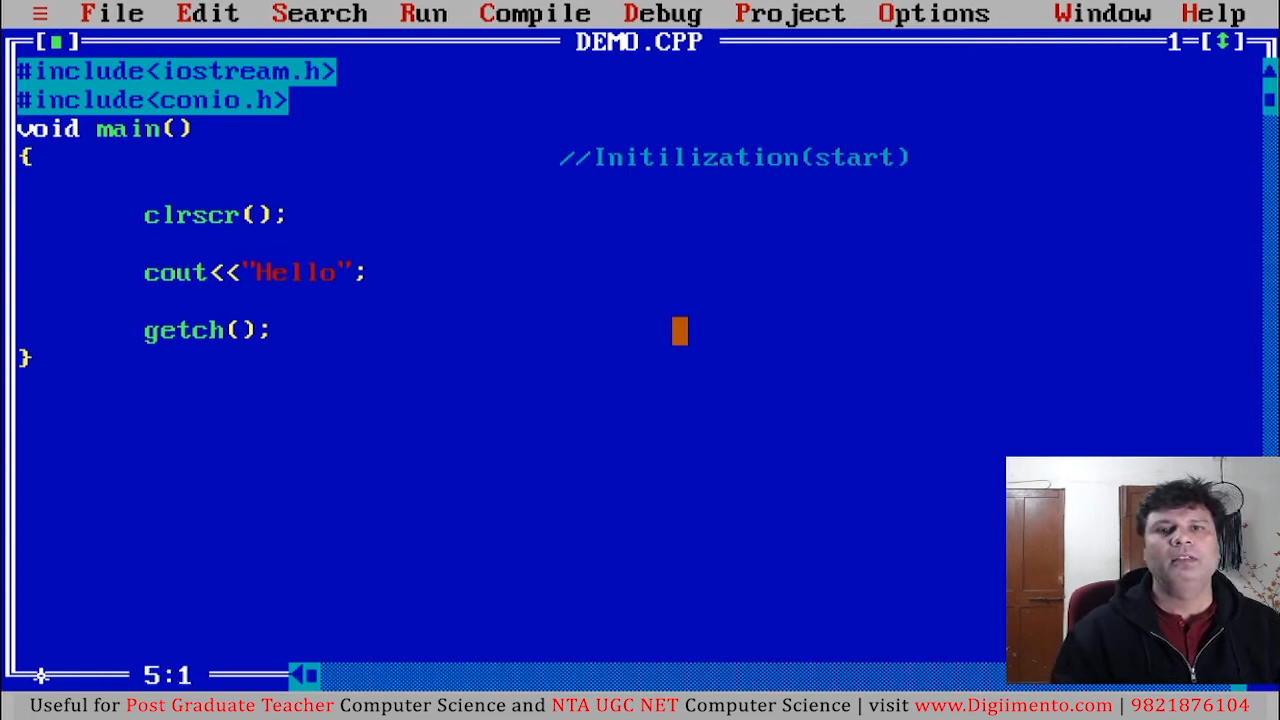 ≡ File Edit Search Run Compile Debug Project Options Window Help
[■] DEMO.CPP 1=[↕]
#include<iostream.h>
#include<conio.h>
void main()
{ //Initilization(start)
clrscr();
cout<<"Hello";
getch();
}
5:1
Useful for Post Graduate Teacher Computer Science and NTA UGC NET Computer Science | visit www.Digiimento.com | 9821876104